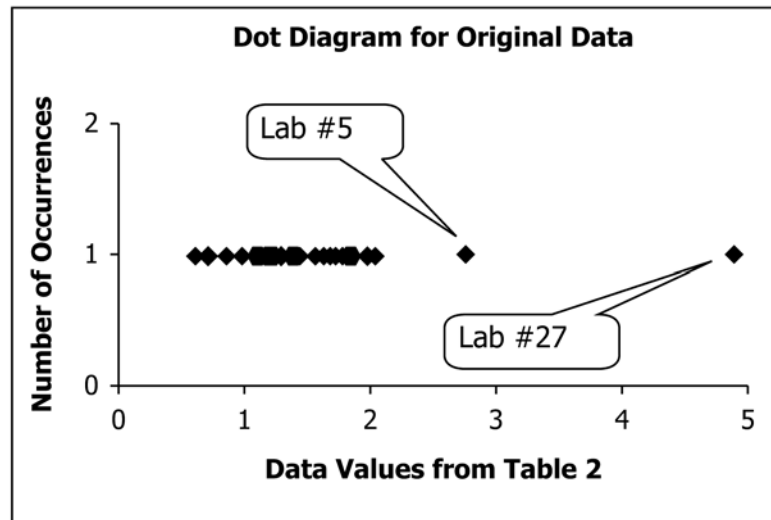 Dot Diagram for Original Data
Number of Occurrences
2
1
0
Lab #5
Lab #27
0 1 2 3 4 5
Data Values from Table 2